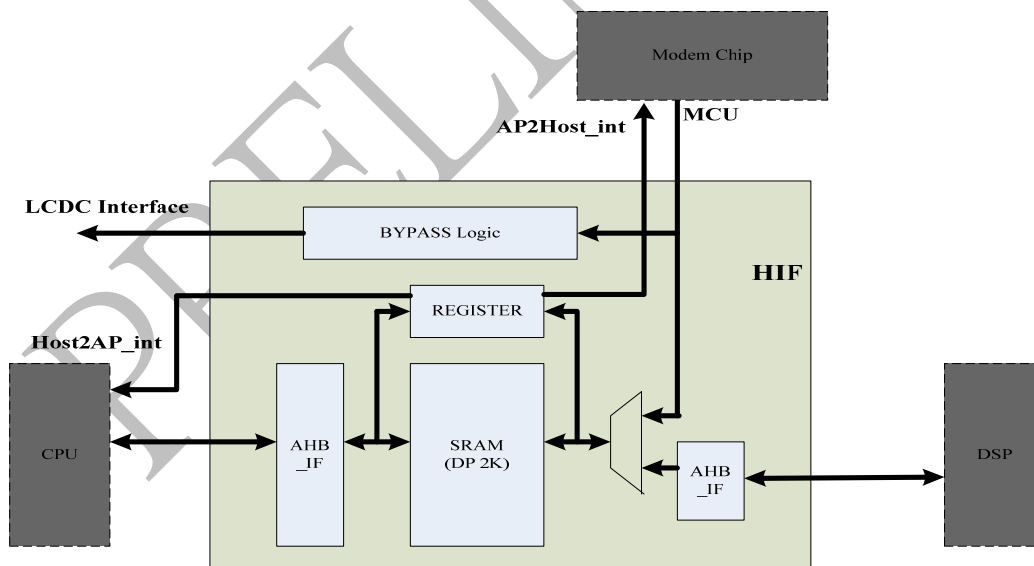 Modem Chip
MCU
AP2Host_int
LCDC Interface
BYPASS Logic
HIF
REGISTER
Host2AP_int
CPU
AHB
_IF
SRAM
(DP 2K)
AHB
_IF
DSP
PRELI